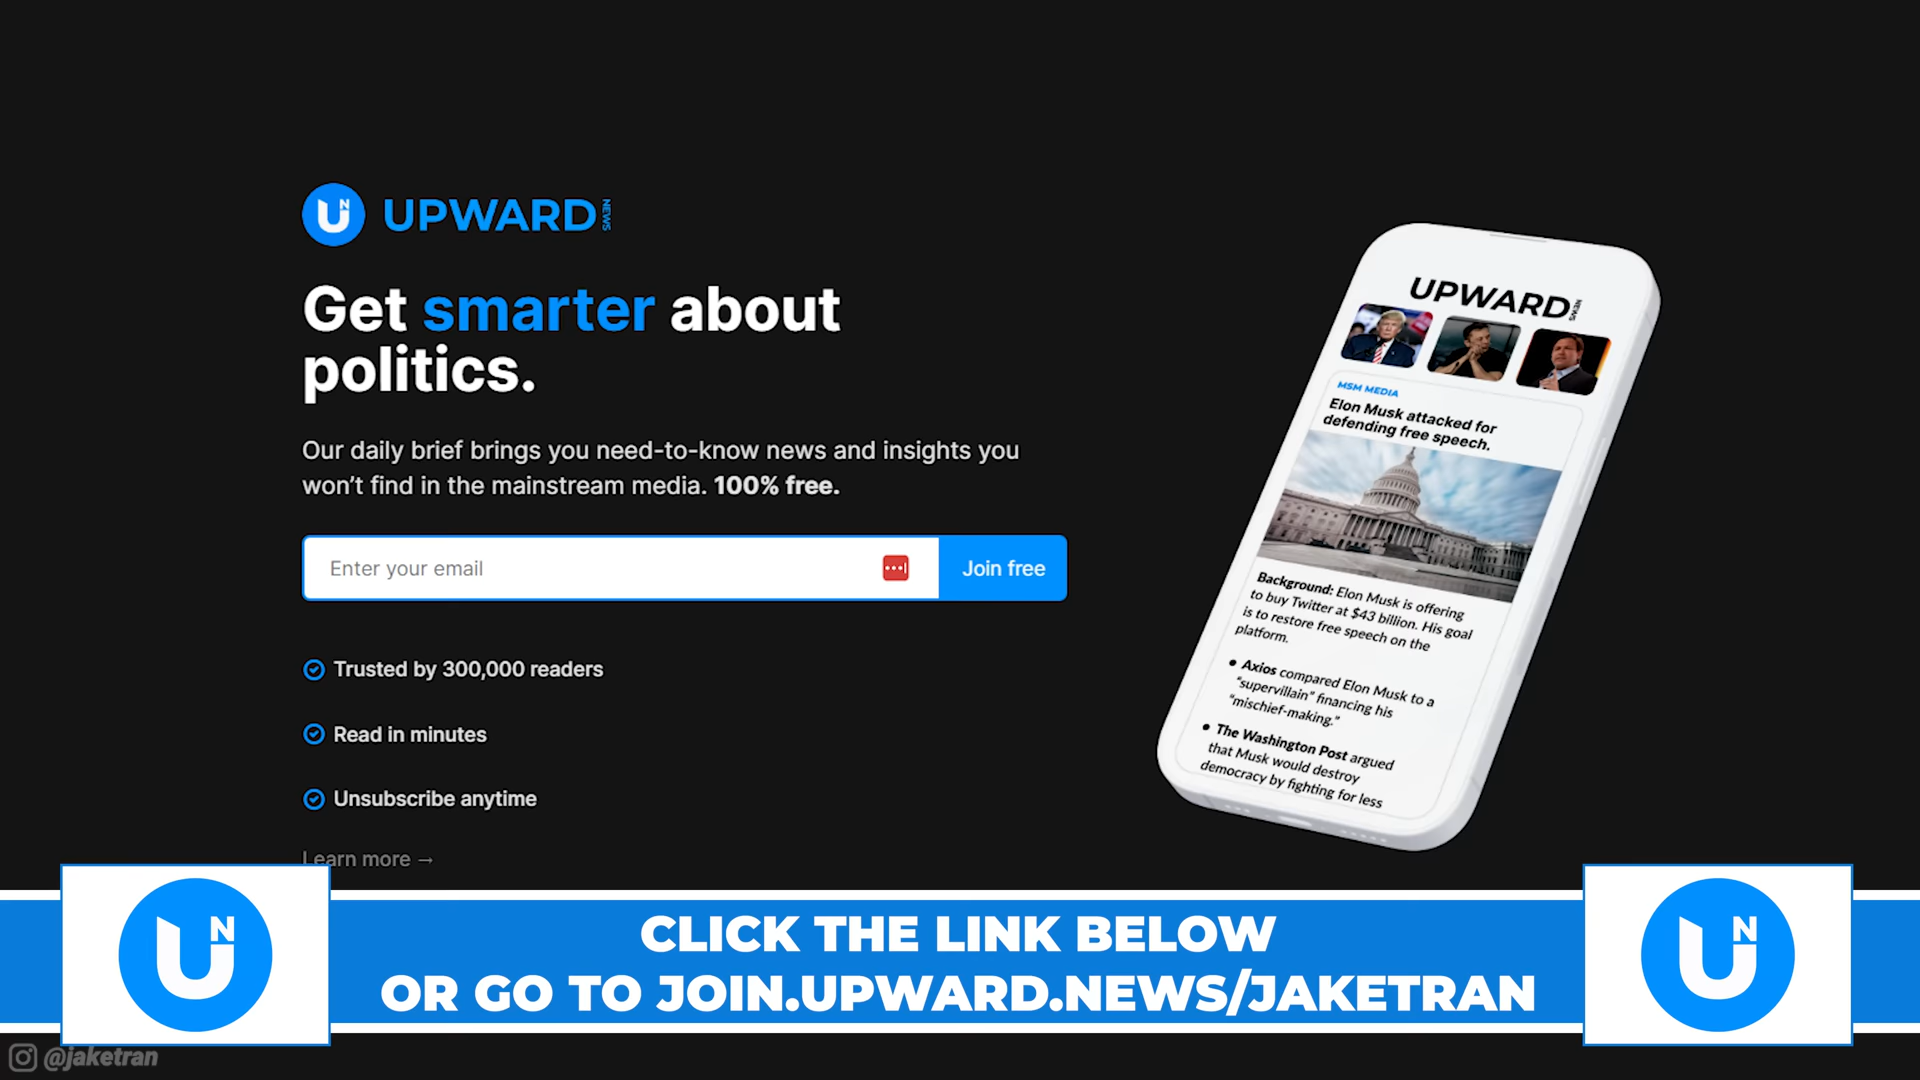 UN UPWARD NEWS
Get smarter about
politics.
Our daily brief brings you need-to-know news and insights you
won't find in the mainstream media. 100% free.
Enter your email
Join free
Trusted by 300,000 readers
Read in minutes
Unsubscribe anytime
Learn more →
UPWARD NEWS
MSM MEDIA
Elon Musk attacked for
defending free speech.
Background: Elon Musk is offering
to buy Twitter at $43 billion. His goal
is to restore free speech on the
platform.
• Axios compared Elon Musk to a
"supervillain" financing his
"mischief-making."
• The Washington Post argued
that Musk would destroy
democracy by fighting for less
UN
CLICK THE LINK BELOW
OR GO TO JOIN.UPWARD.NEWS/JAKETRAN
UN
@jaketran